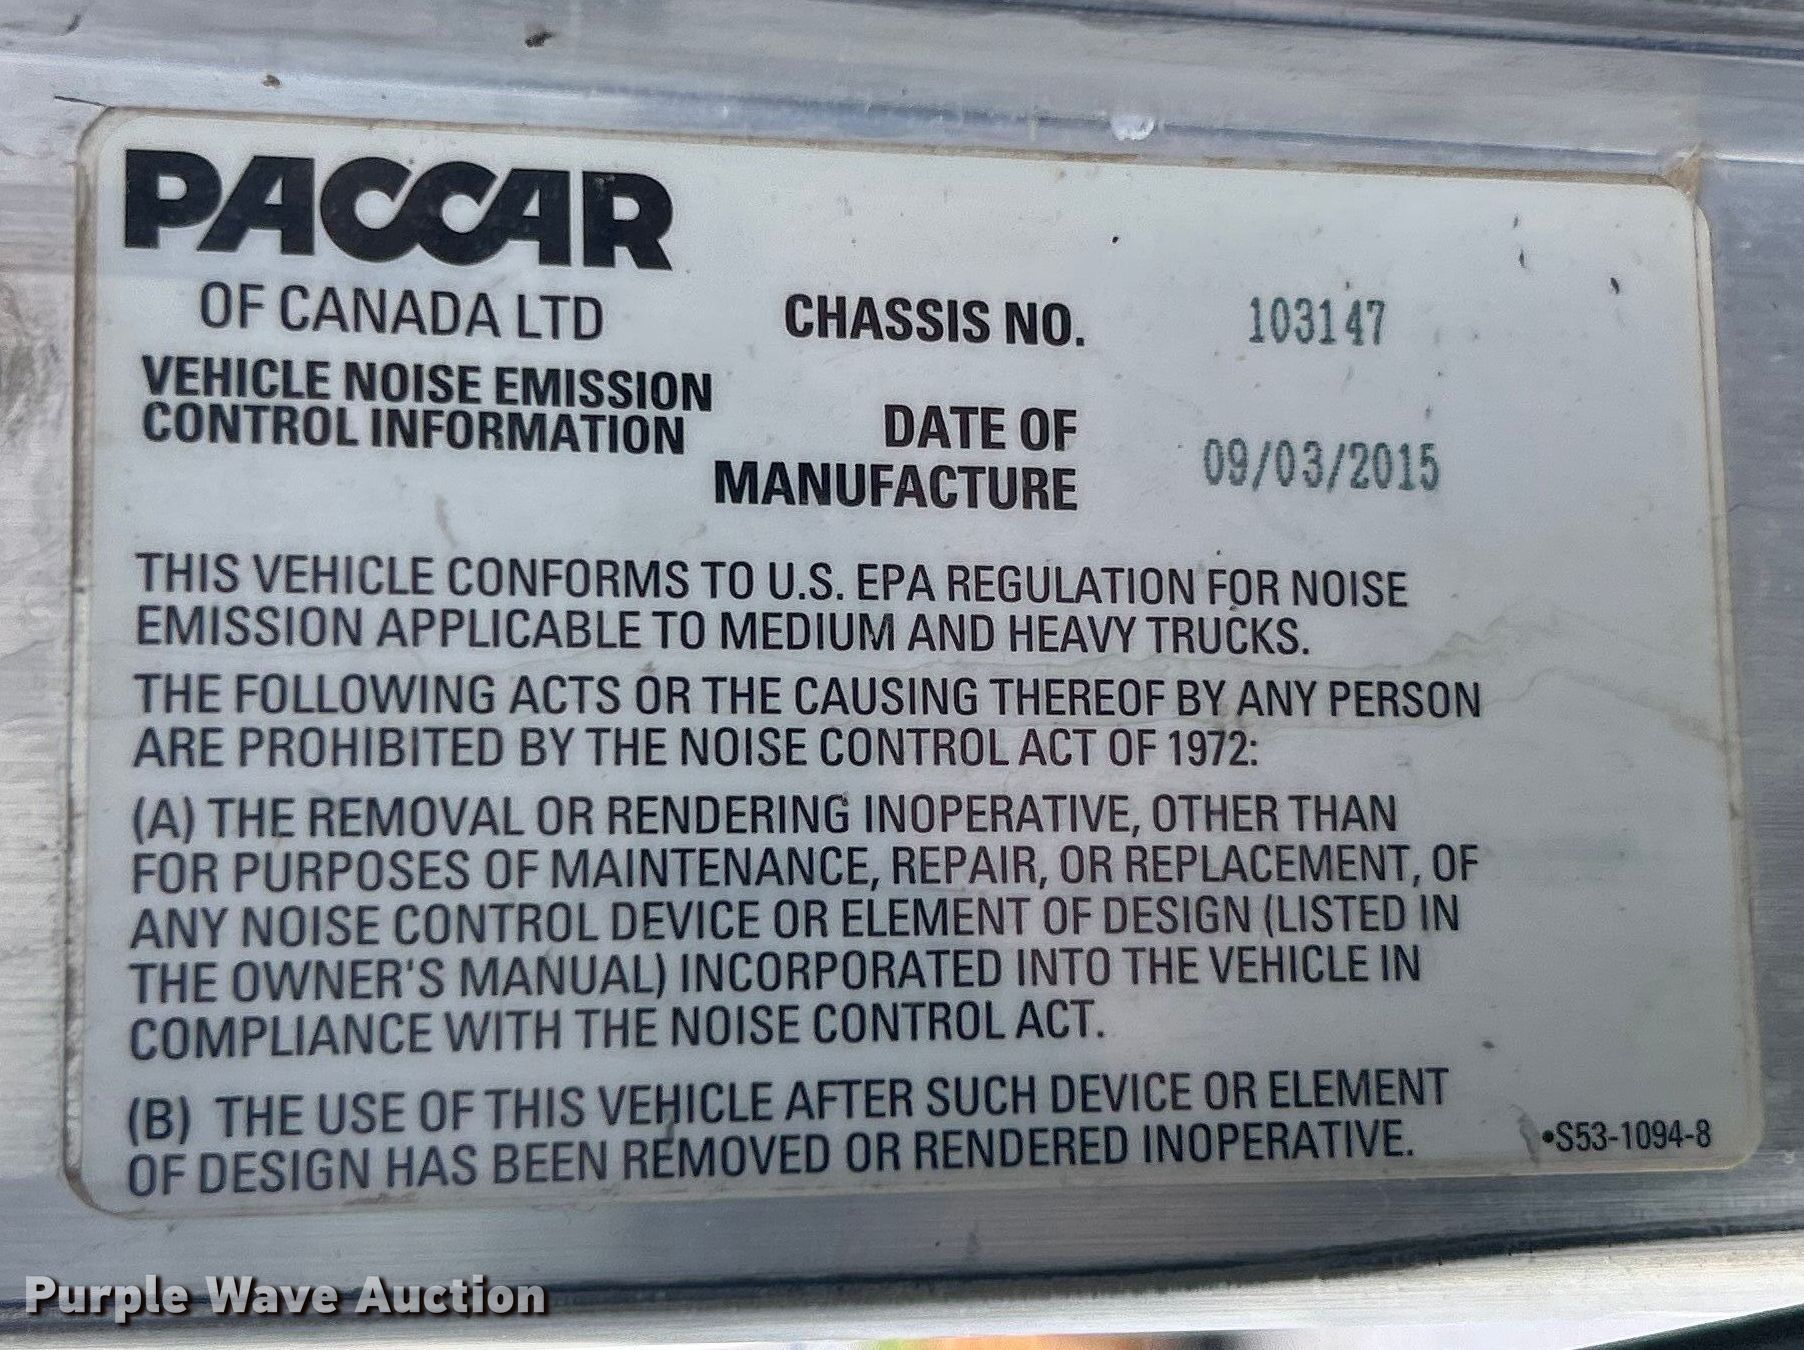 PACCAR
OF CANADA LTD
VEHICLE NOISE EMISSION
CONTROL INFORMATION
CHASSIS NO. 103147
DATE OF
MANUFACTURE 09/03/2015
THIS VEHICLE CONFORMS TO U.S. EPA REGULATION FOR NOISE
EMISSION APPLICABLE TO MEDIUM AND HEAVY TRUCKS.
THE FOLLOWING ACTS OR THE CAUSING THEREOF BY ANY PERSON
ARE PROHIBITED BY THE NOISE CONTROL ACT OF 1972:
(A) THE REMOVAL OR RENDERING INOPERATIVE, OTHER THAN
FOR PURPOSES OF MAINTENANCE, REPAIR, OR REPLACEMENT, OF
ANY NOISE CONTROL DEVICE OR ELEMENT OF DESIGN (LISTED IN
THE OWNER'S MANUAL) INCORPORATED INTO THE VEHICLE IN
COMPLIANCE WITH THE NOISE CONTROL ACT.
(B) THE USE OF THIS VEHICLE AFTER SUCH DEVICE OR ELEMENT
OF DESIGN HAS BEEN REMOVED OR RENDERED INOPERATIVE.
•S53-1094-8
Purple Wave Auction